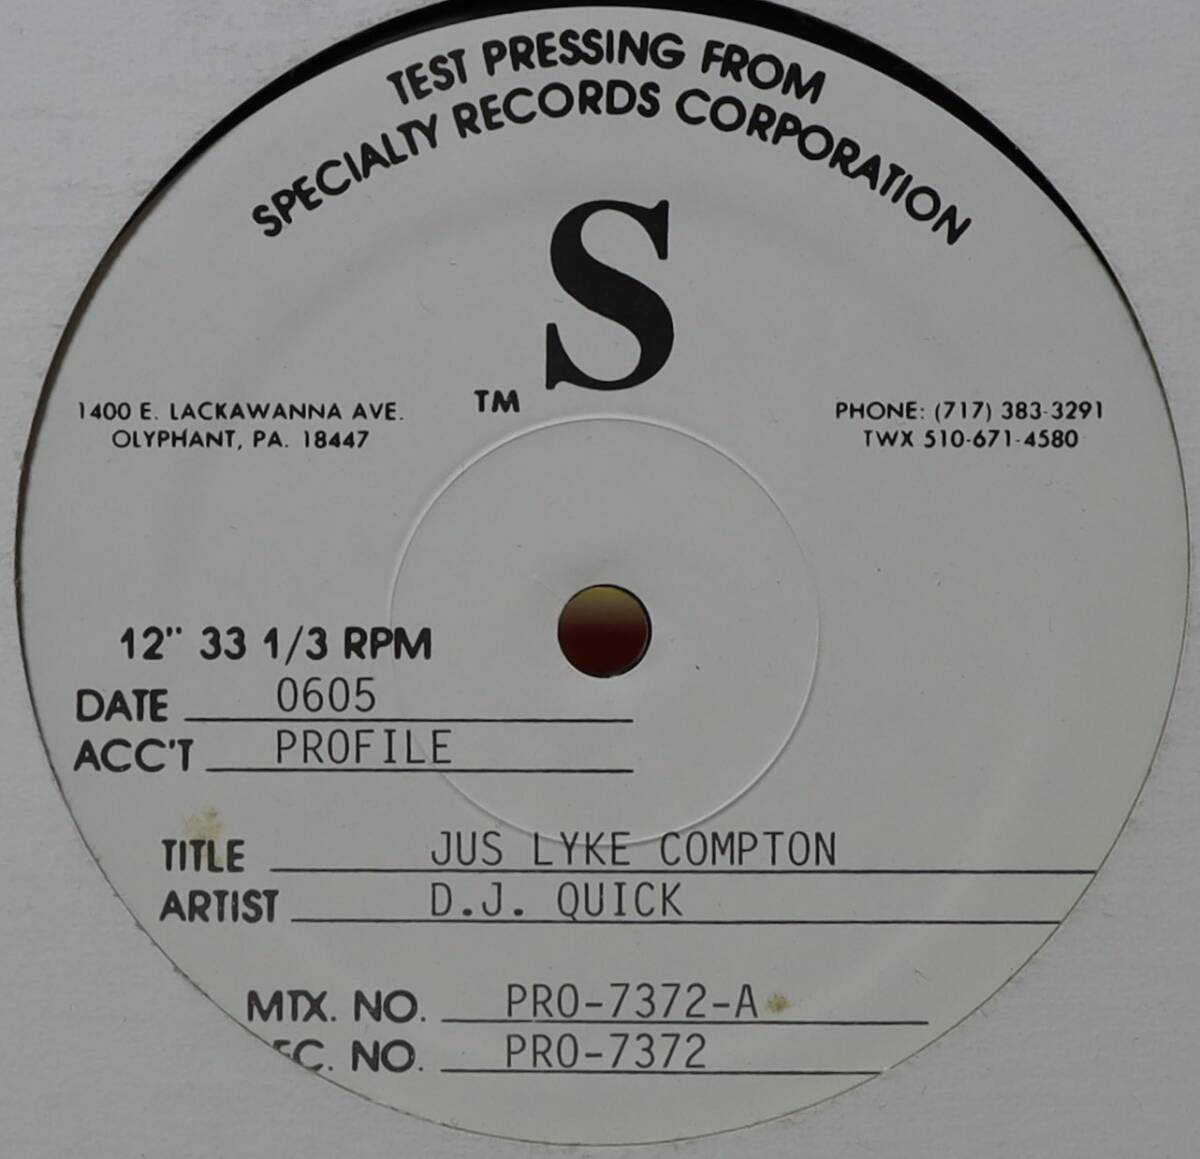 TEST PRESSING FROM
SPECIALTY RECORDS CORPORATION
S
TM
1400 E. LACKAWANNA AVE.
OLYPHANT, PA. 18447
PHONE: (717) 383-3291
TWX 510-671-4580
12" 33 1/3 RPM
DATE 0605
ACC'T PROFILE
TITLE JUS LYKE COMPTON
ARTIST D.J. QUICK
MTX. NO. PRO-7372-A
EC. NO. PRO-7372